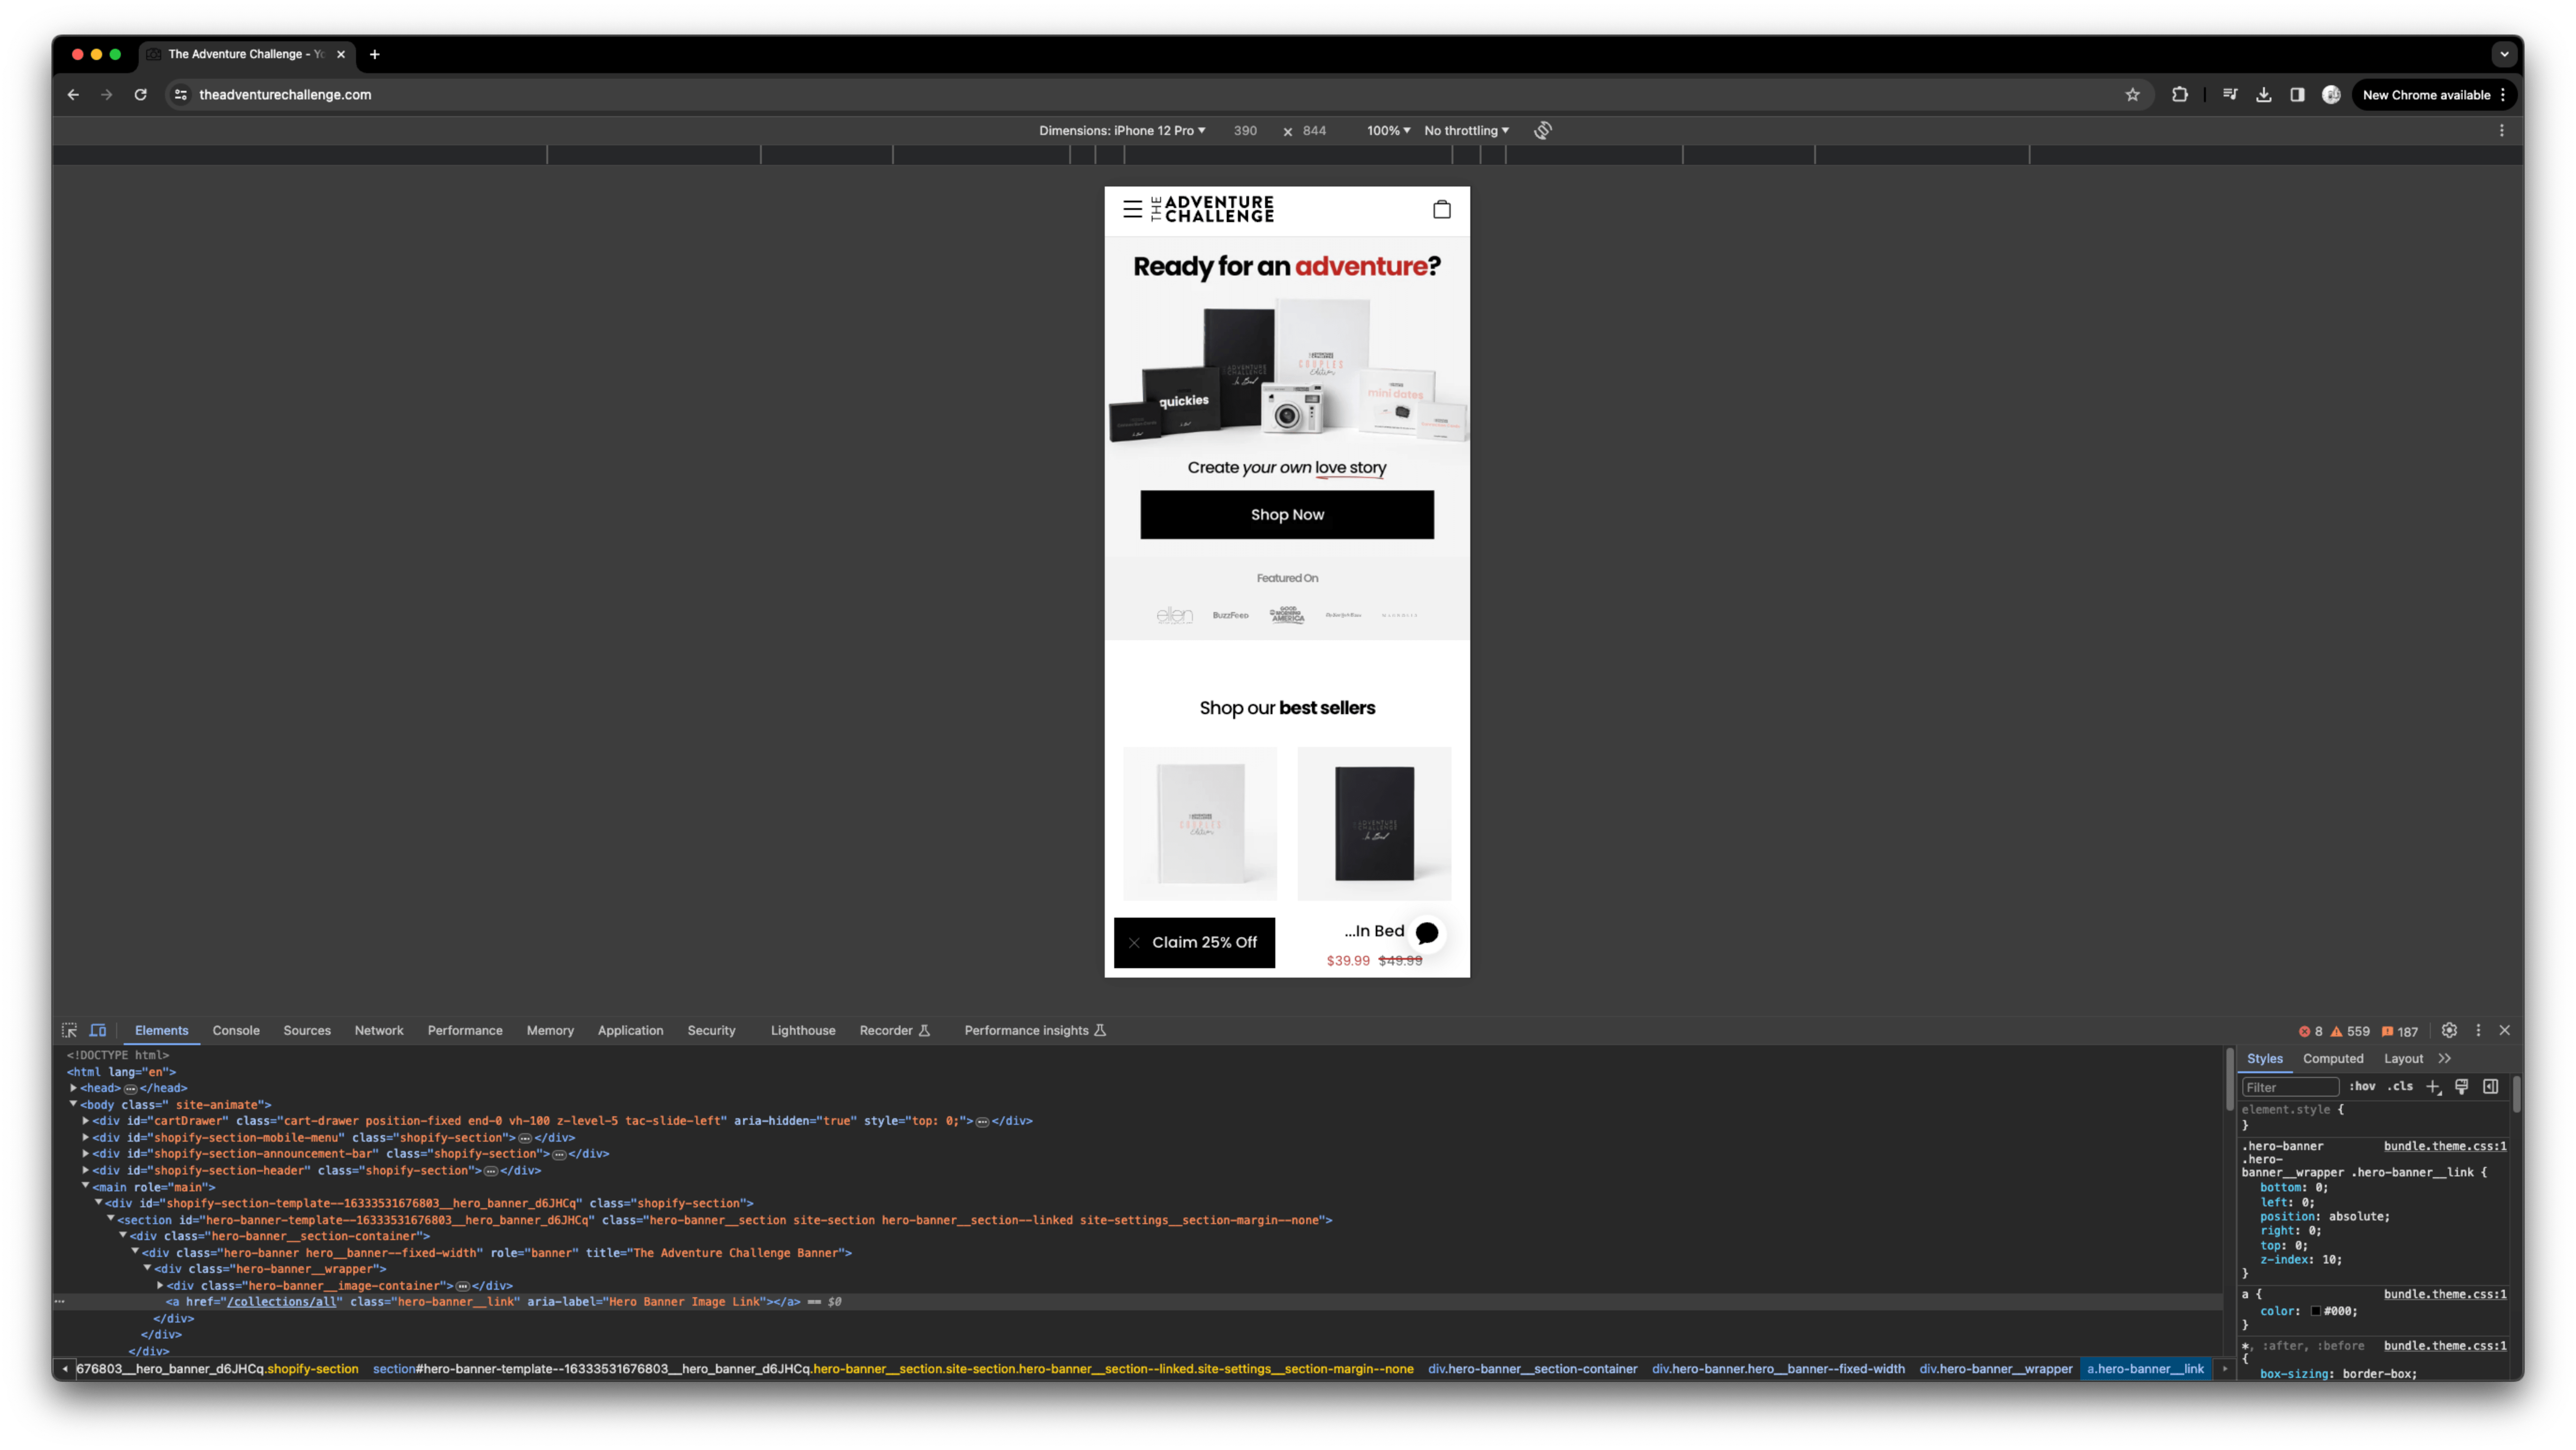 The Adventure Challenge - Yo
theadventurechallenge.com
New Chrome available
Dimensions: iPhone 12 Pro 390 × 844 100% No throttling
THE ADVENTURE
CHALLENGE
Ready for an adventure?
ADVENTURE
CHALLENGE
In Bed
COUPLES
Edition
quickies
mini dates
Create your own love story
Shop Now
Featured On
ellen BuzzFeed GOOD MORNING AMERICA
Shop our best sellers
ADVENTURE
CHALLENGE
COUPLES
Edition
ADVENTURE
CHALLENGE
In Bed
Claim 25% Off
...In Bed
$39.99 $49.99
Elements Console Sources Network Performance Memory Application Security Lighthouse Recorder Performance insights 8 559 187
<!DOCTYPE html>
<html lang="en">
<head> … </head>
<body class=" site-animate">
<div id="cartDrawer" class="cart-drawer position-fixed end-0 vh-100 z-level-5 tac-slide-left" aria-hidden="true" style="top: 0;"> … </div>
<div id="shopify-section-mobile-menu" class="shopify-section"> … </div>
<div id="shopify-section-announcement-bar" class="shopify-section"> … </div>
<div id="shopify-section-header" class="shopify-section"> … </div>
<main role="main">
<div id="shopify-section-template--16333531676803__hero_banner_d6JHCq" class="shopify-section">
<section id="hero-banner-template--16333531676803__hero_banner_d6JHCq" class="hero-banner__section site-section hero-banner__section--linked site-settings__section-margin--none">
<div class="hero-banner__section-container">
<div class="hero-banner hero__banner--fixed-width" role="banner" title="The Adventure Challenge Banner">
<div class="hero-banner__wrapper">
<div class="hero-banner__image-container"> … </div>
<a href="/collections/all" class="hero-banner__link" aria-label="Hero Banner Image Link"></a> == $0
</div>
</div>
</div>
676803__hero_banner_d6JHCq.shopify-section section#hero-banner-template--16333531676803__hero_banner_d6JHCq.hero-banner__section.site-section.hero-banner__section--linked.site-settings__section-margin--none div.hero-banner__section-container div.hero-banner.hero__banner--fixed-width div.hero-banner__wrapper a.hero-banner__link
Styles Computed Layout
Filter :hov .cls
element.style {
}
.hero-banner bundle.theme.css:1
.hero-
banner__wrapper .hero-banner__link {
bottom: 0;
left: 0;
position: absolute;
right: 0;
top: 0;
z-index: 10;
}
a { bundle.theme.css:1
color: #000;
}
*, :after, :before bundle.theme.css:1
{
box-sizing: border-box;